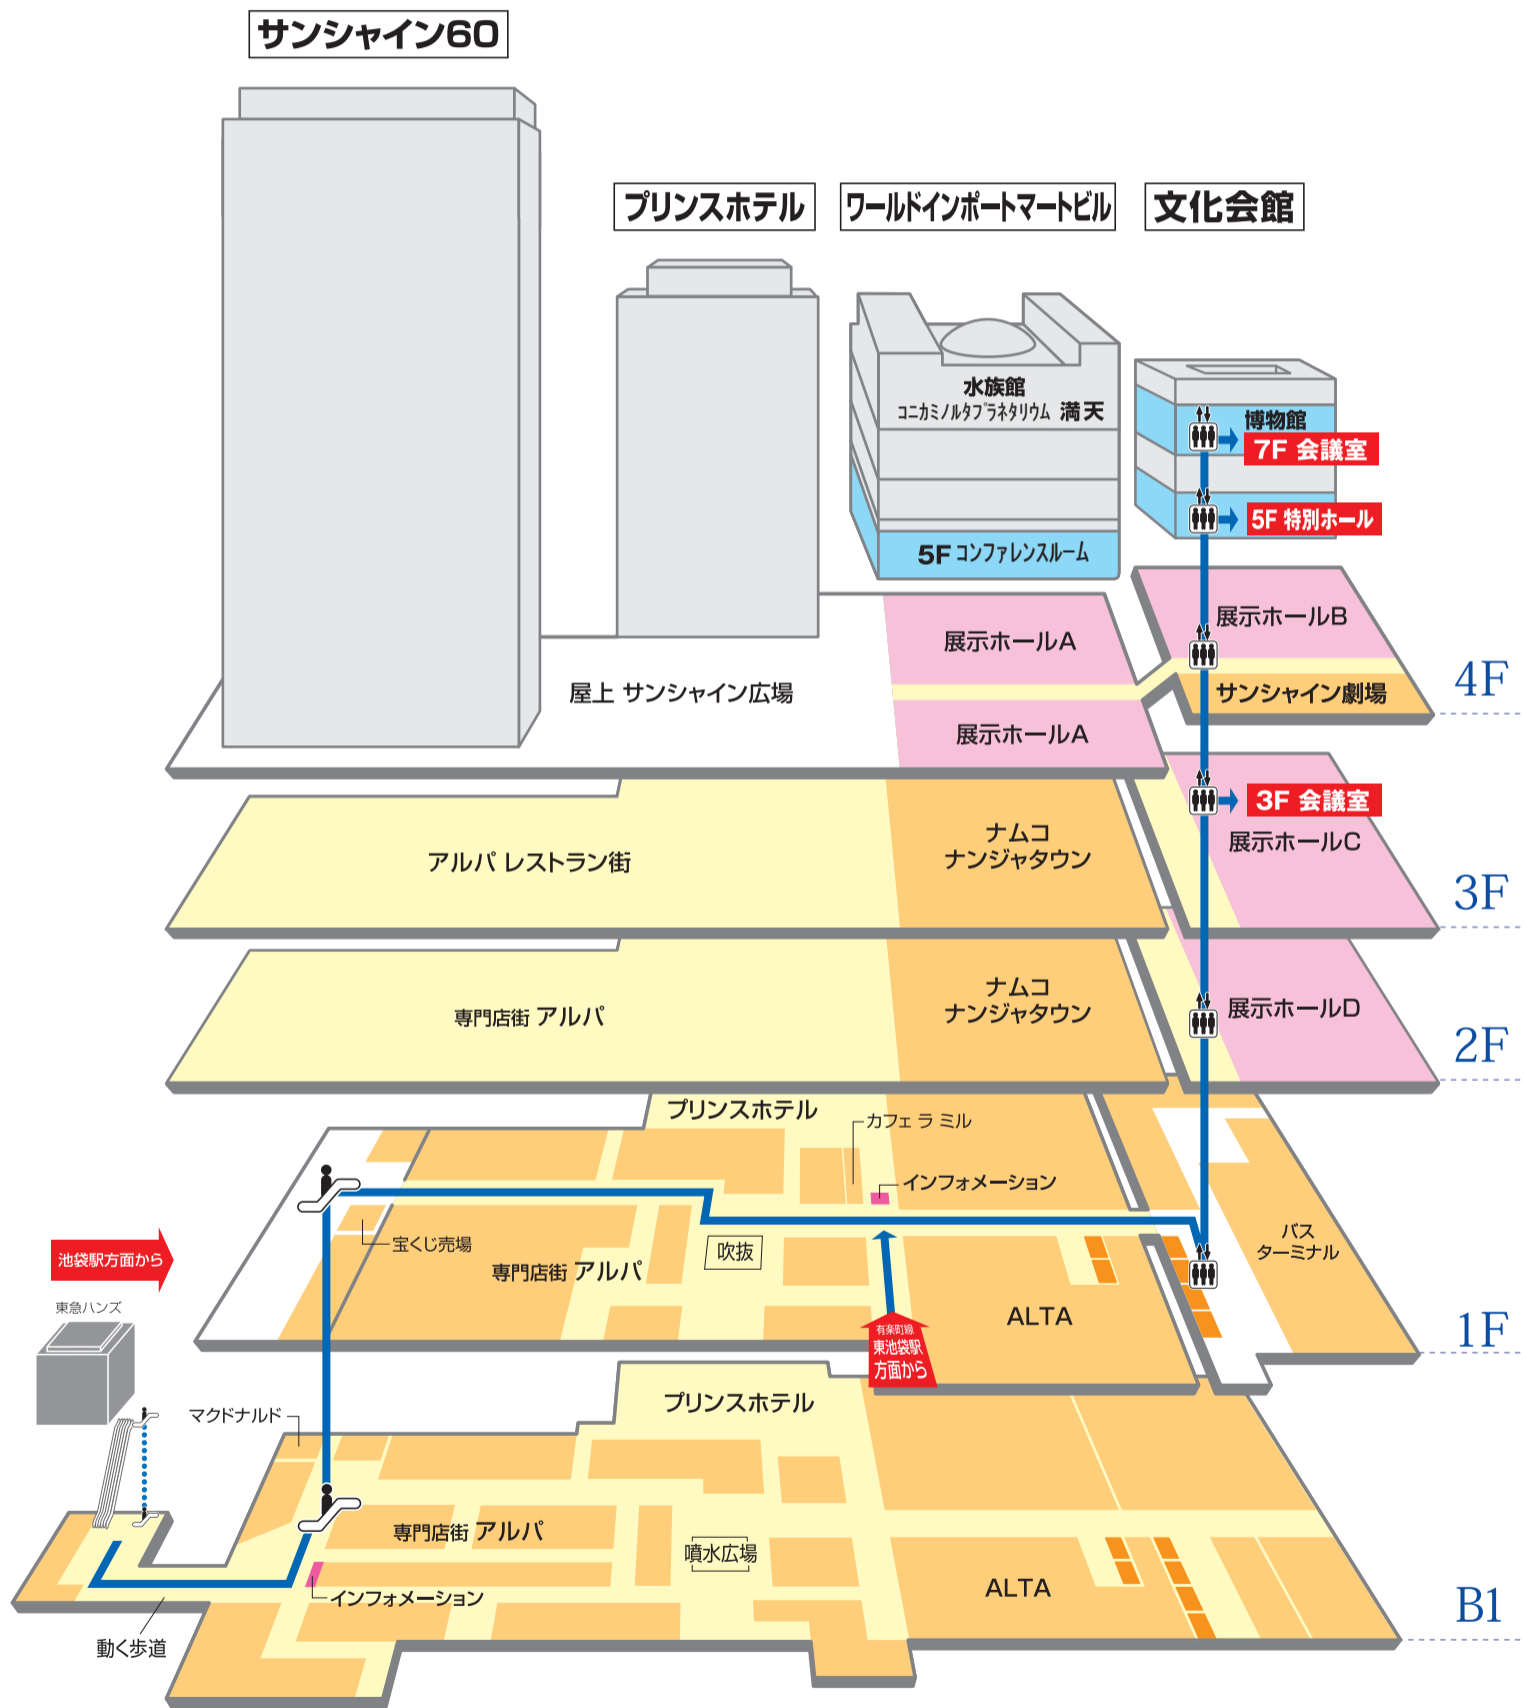 サンシャイン60
プリンスホテル
ワールドインポートマートビル
文化会館
水族館
コニカミノルタプラネタリウム 満天
博物館
7F 会議室
5F 特別ホール
5F コンファレンスルーム
展示ホールB
展示ホールA
サンシャイン劇場
4F
屋上 サンシャイン広場
展示ホールA
3F 会議室
展示ホールC
ナムコ
ナンジャタウン
アルパ レストラン街
3F
ナムコ
ナンジャタウン
専門店街 アルパ
展示ホールD
2F
プリンスホテル
カフェ ラ ミル
インフォメーション
宝くじ売場
池袋駅方面から
吹抜
専門店街 アルパ
バス
ターミナル
ALTA
有楽町線
東池袋駅
方面から
1F
東急ハンズ
プリンスホテル
マクドナルド
専門店街 アルパ
噴水広場
ALTA
インフォメーション
B1
動く歩道